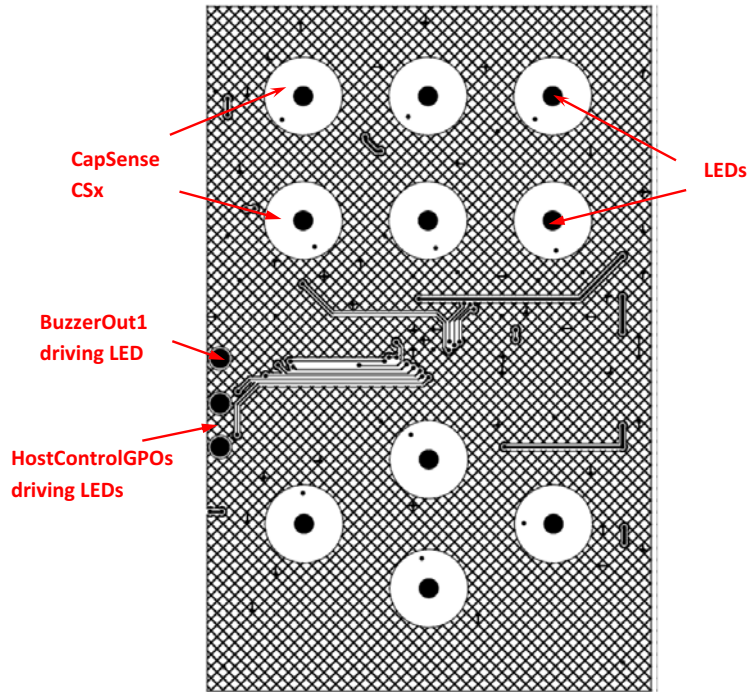 CapSense
CSx
LEDs
BuzzerOut1
driving LED
HostControlGPOs
driving LEDs